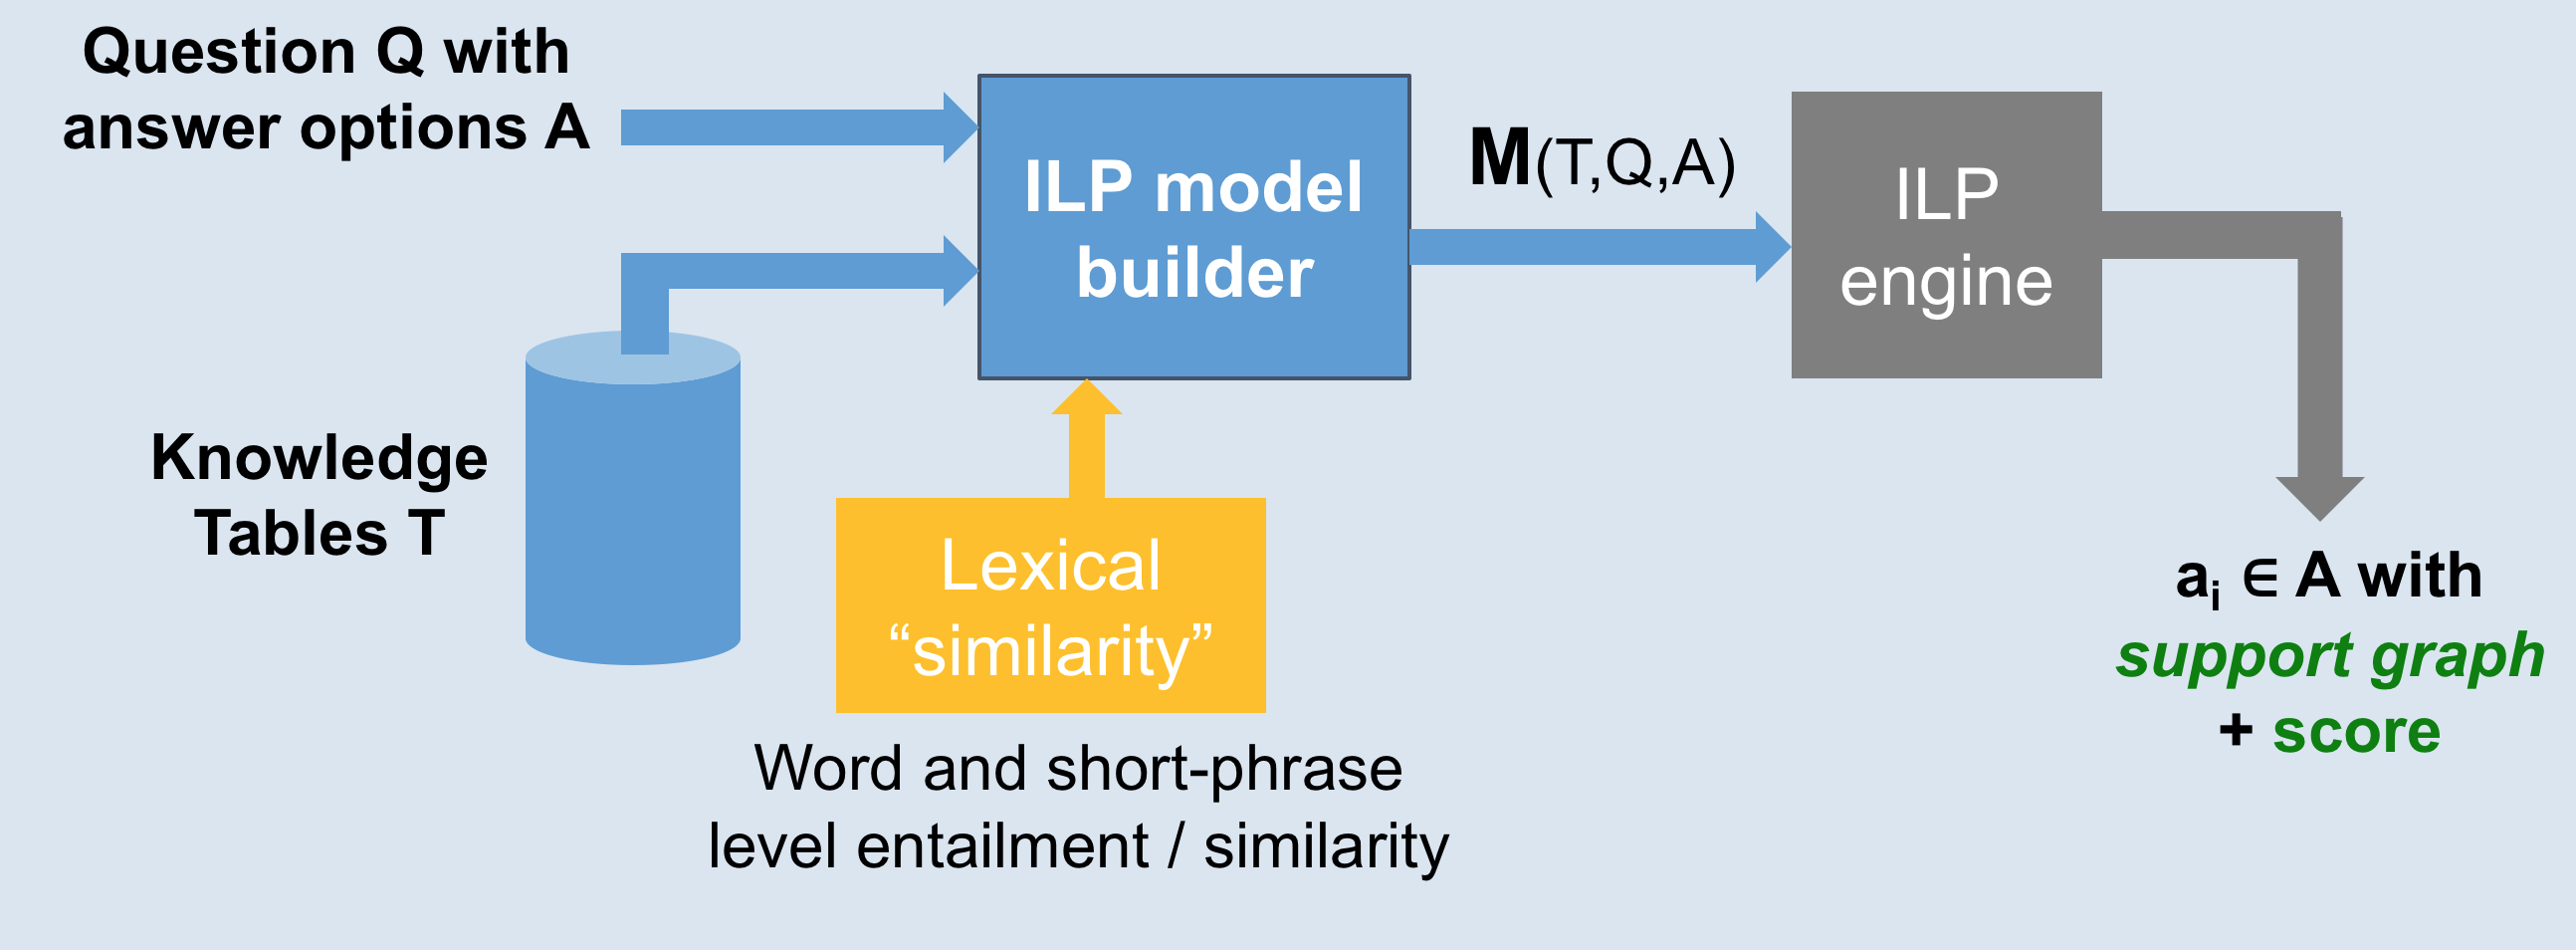 Question Q with
answer options A
ILP model
builder
M(T,Q,A)
ILP
engine
Knowledge
Tables T
Lexical
“similarity”
Word and short-phrase
level entailment / similarity
aᵢ ∈ A with
support graph
+ score